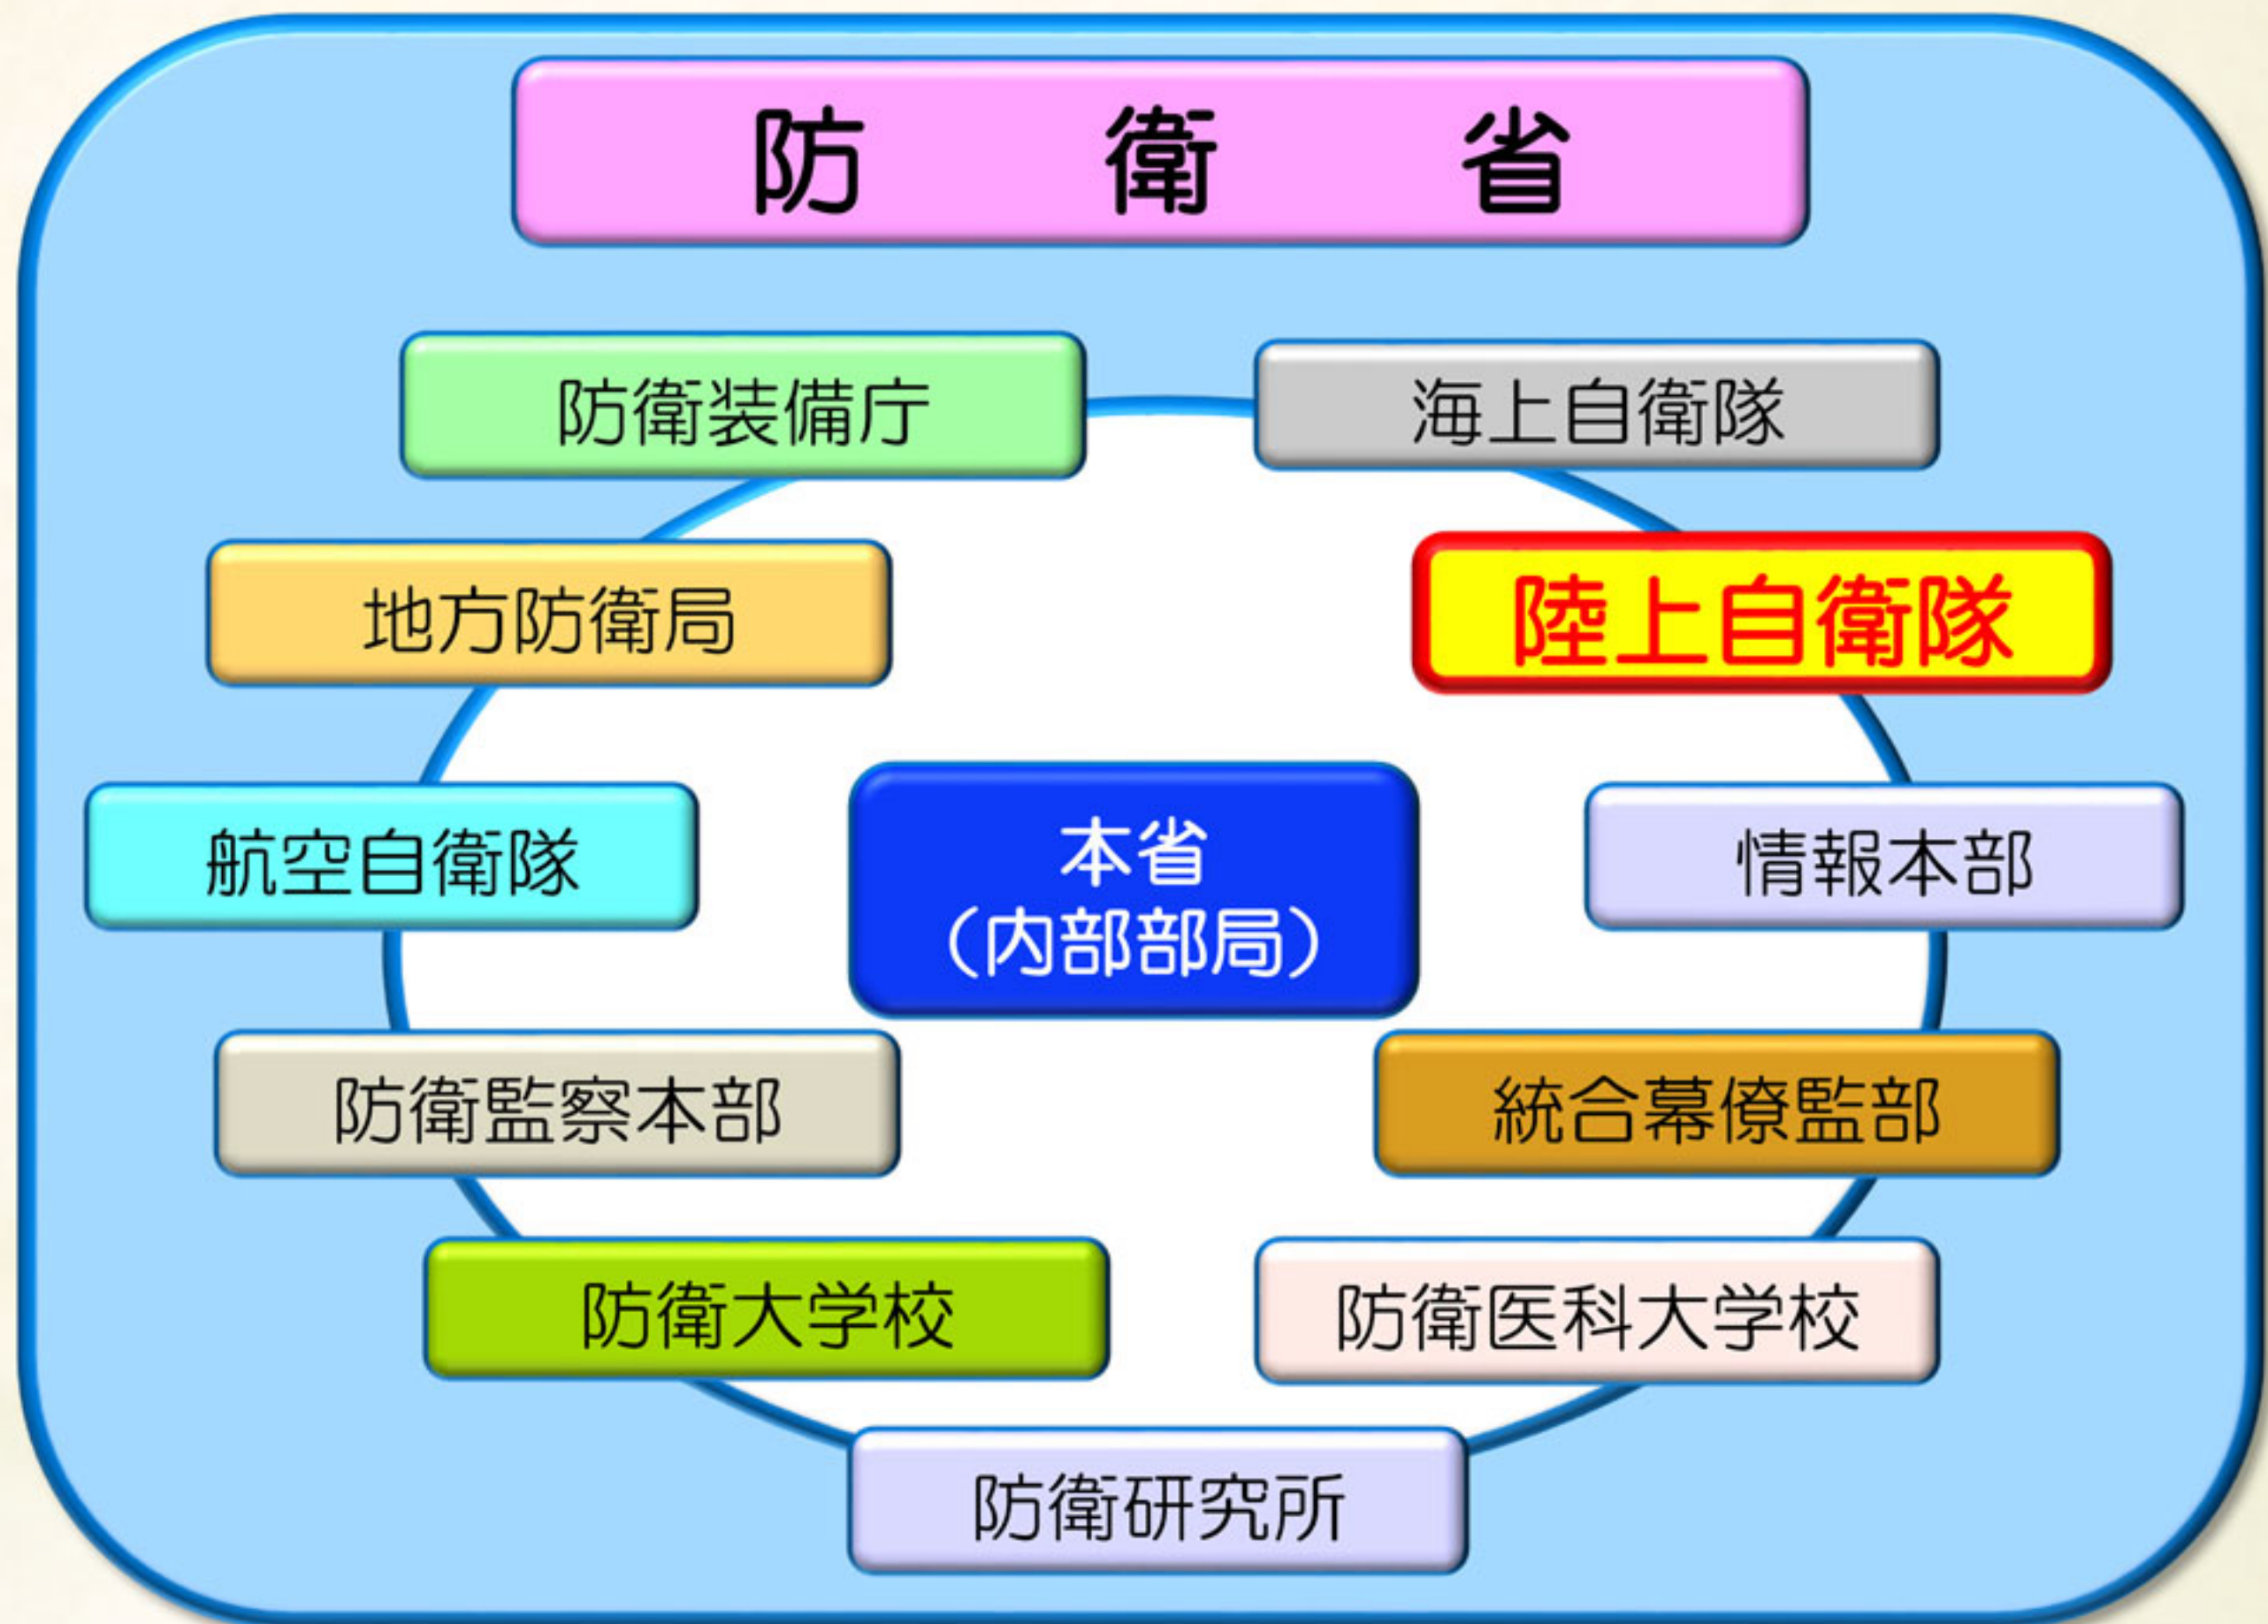 防衛省
防衛装備庁
海上自衛隊
地方防衛局
陸上自衛隊
航空自衛隊
本省
（内部部局）
情報本部
防衛監察本部
統合幕僚監部
防衛大学校
防衛医科大学校
防衛研究所